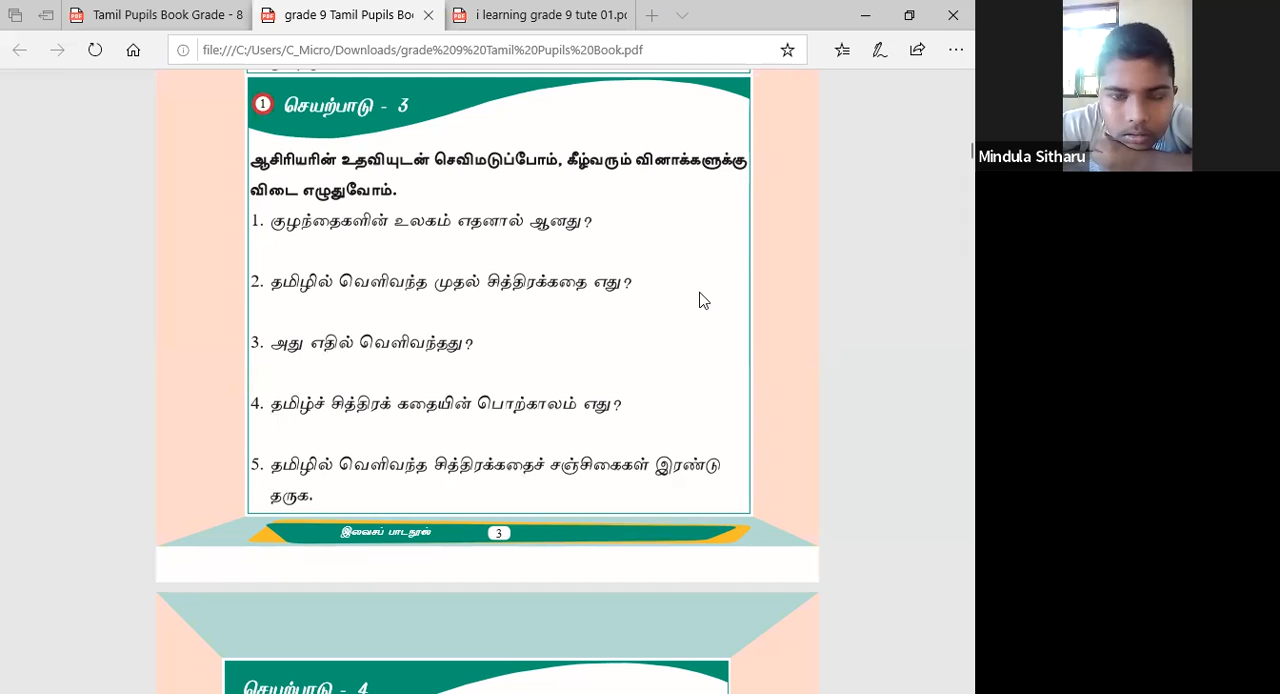 Tamil Pupils Book Grade - 8
grade 9 Tamil Pupils Bo
i learning grade 9 tute 01.pd
file:///C:/Users/C_Micro/Downloads/grade%209%20Tamil%20Pupils%20Book.pdf
1 செயற்பாடு - 3
ஆசிரியரின் உதவியுடன் செவிமடுப்போம், கீழ்வரும் வினாக்களுக்கு
விடை எழுதுவோம்.
1. குழந்தைகளின் உலகம் எதனால் ஆனது?
2. தமிழில் வெளிவந்த முதல் சித்திரக்கதை எது?
3. அது எதில் வெளிவந்தது?
4. தமிழ்ச் சித்திரக் கதையின் பொற்காலம் எது?
5. தமிழில் வெளிவந்த சித்திரக்கதைச் சஞ்சிகைகள் இரண்டு
தருக.
இலவசப் பாடநூல் 3
செயற்பாடு - 4
Mindula Sitharu